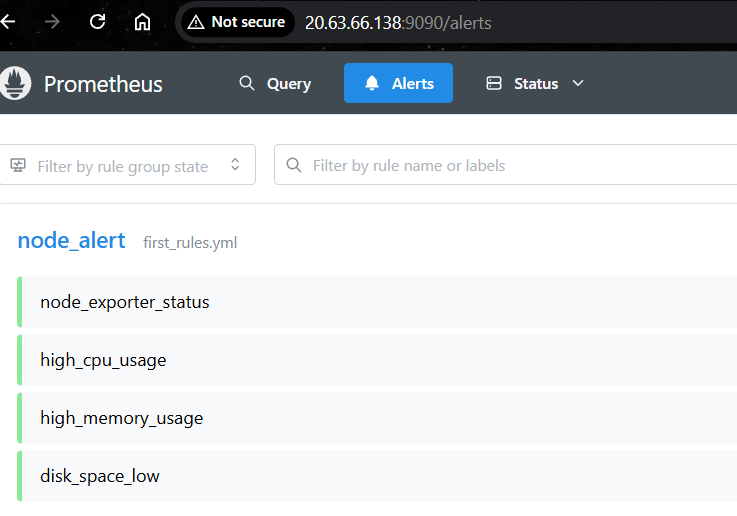 Not secure 20.63.66.138:9090/alerts
Prometheus Query Alerts Status
Filter by rule group state Filter by rule name or labels
node_alert first_rules.yml
node_exporter_status
high_cpu_usage
high_memory_usage
disk_space_low